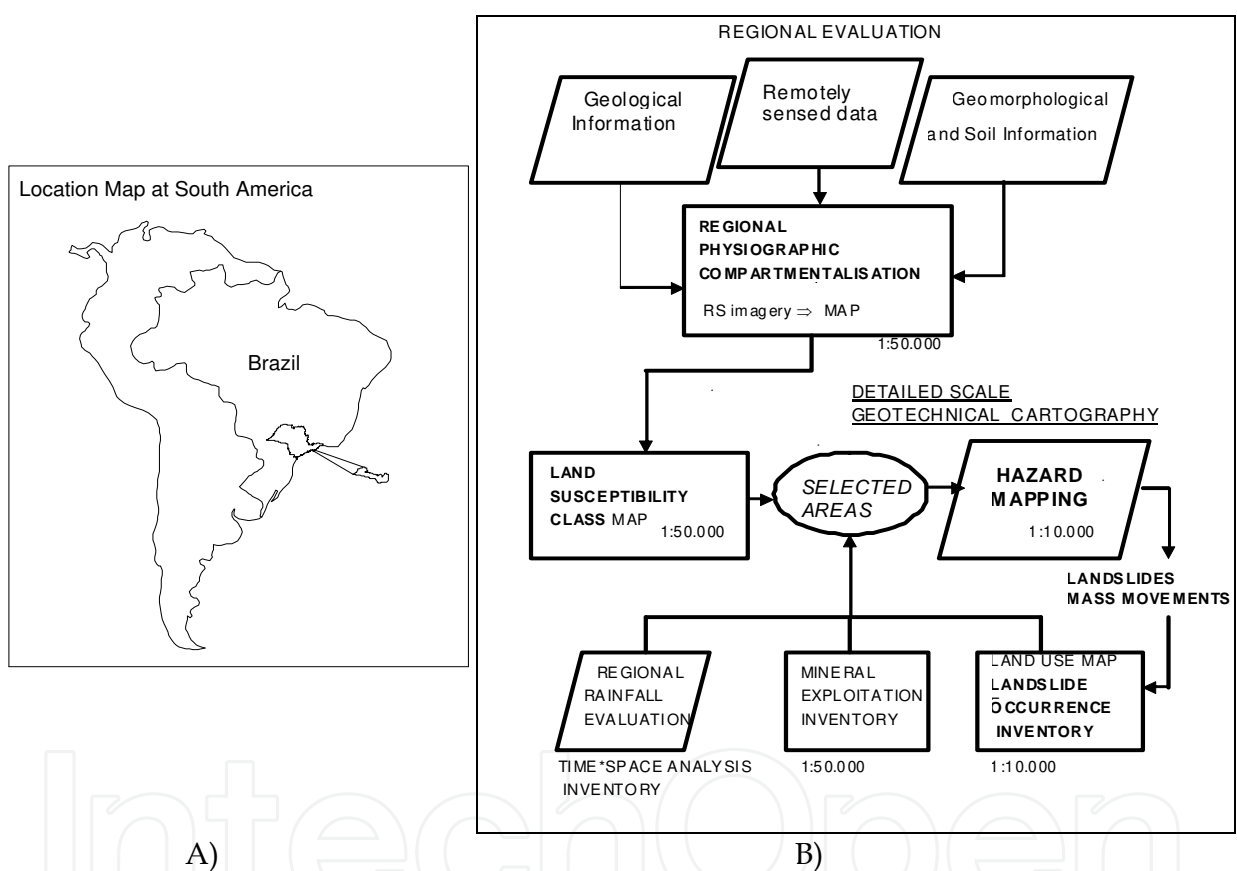 Location Map at South America
Brazil
A)
REGIONAL EVALUATION
Geological
Information
Remotely
sensed data
Geomorphological
and Soil Information
REGIONAL
PHYSIOGRAPHIC
COMPARTMENTALISATION
RS imagery ⇒ MAP
1:50.000
DETAILED SCALE
GEOTECHNICAL CARTOGRAPHY
LAND
SUSCEPTIBILITY
CLASS MAP 1:50.000
SELECTED
AREAS
HAZARD
MAPPING
1:10.000
LANDSLIDES
MASS MOVEMENTS
REGIONAL
RAINFALL
EVALUATION
TIME*SPACE ANALYSIS
INVENTORY
MINERAL
EXPLOITATION
INVENTORY
1:50.000
LAND USE MAP
LANDSLIDE
OCCURRENCE
INVENTORY
1:10.000
B)
IntechOpen